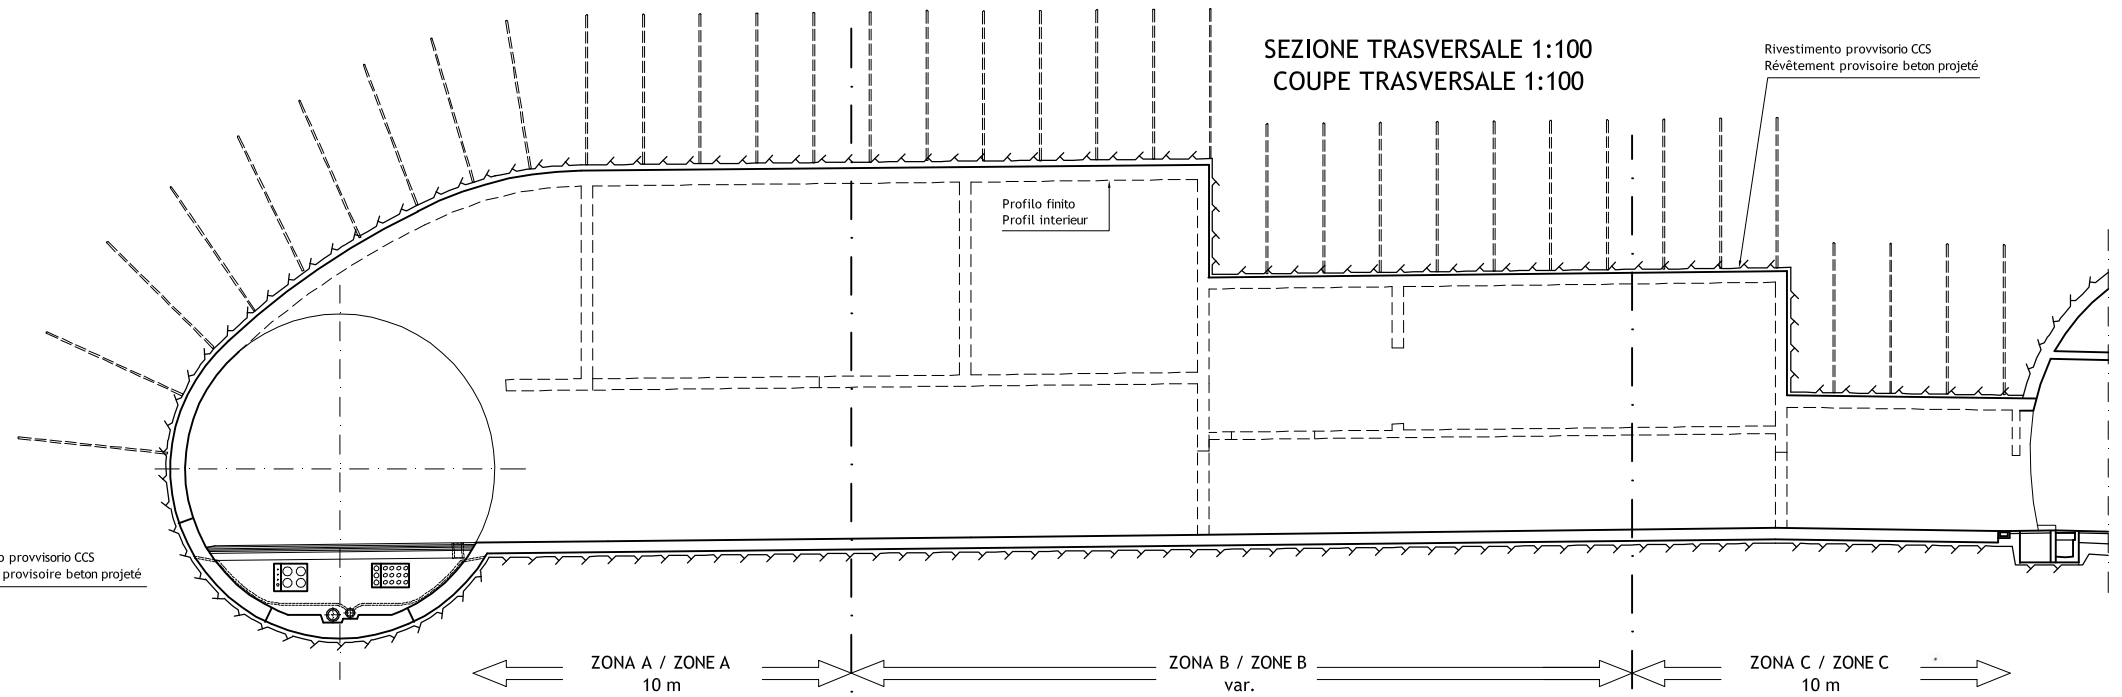 SEZIONE TRASVERSALE 1:100
COUPE TRASVERSALE 1:100
Rivestimento provvisorio CCS
Révêtement provisoire beton projeté
Profilo finito
Profil interieur
provvisorio CCS
provisoire beton projeté
ZONA A / ZONE A
10 m
ZONA B / ZONE B
var.
ZONA C / ZONE C
10 m